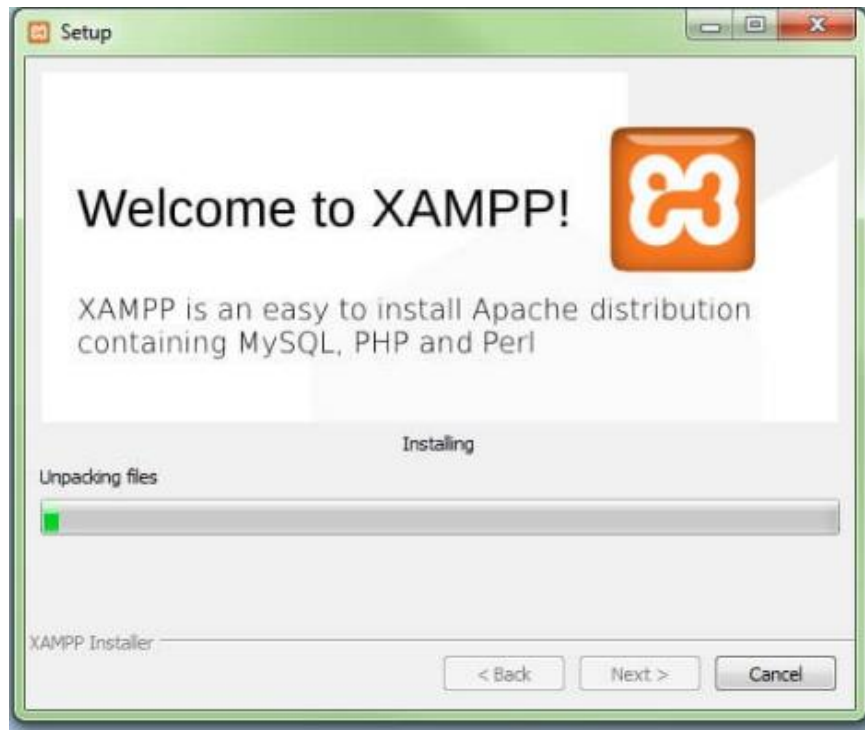 Setup
Welcome to XAMPP!
XAMPP is an easy to install Apache distribution
containing MySQL, PHP and Perl
Installing
Unpacking files
XAMPP Installer
< Back Next > Cancel